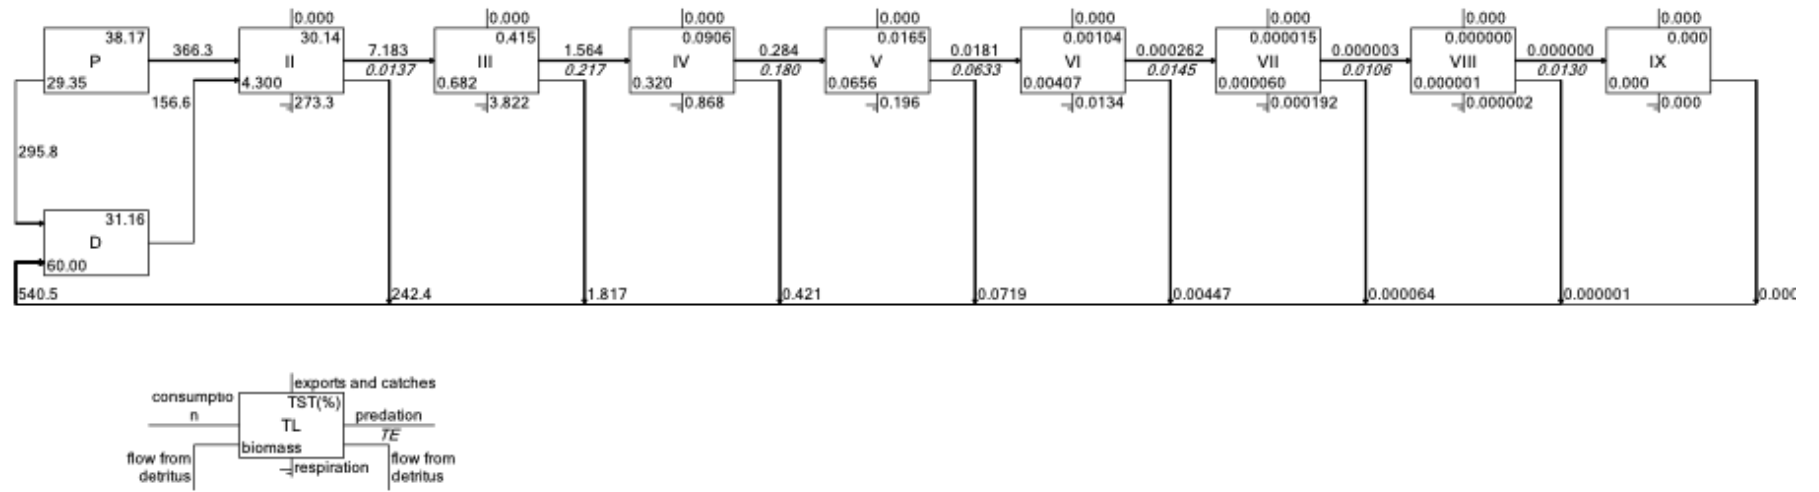 0.000 0.000 0.000 0.000 0.000 0.000 0.000 0.000
38.17 30.14 0.415 0.0906 0.0165 0.00104 0.000015 0.000000 0.000
366.3 7.183 1.564 0.284 0.0181 0.000262 0.000003 0.000000
P II III IV V VI VII VIII IX
0.0137 0.217 0.180 0.0633 0.0145 0.0106 0.0130
29.35 4.300 0.682 0.320 0.0656 0.00407 0.000060 0.000001 0.000
156.6 273.3 3.822 0.868 0.196 0.0134 0.000192 0.000002 0.000
295.8
31.16
D
60.00
540.5 242.4 1.817 0.421 0.0719 0.00447 0.000064 0.000001 0.000
exports and catches
consumptio TST(%)
n TL predation
TE
biomass
flow from respiration flow from
detritus detritus